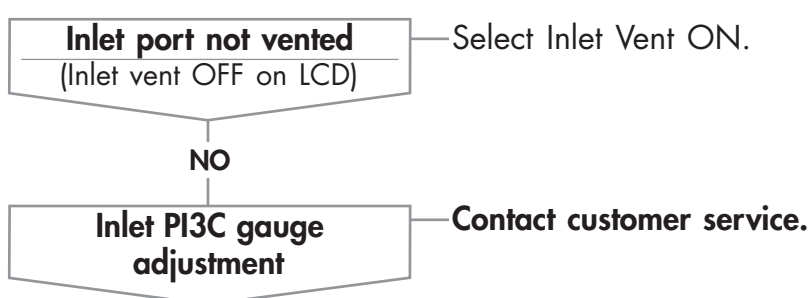 Inlet port not vented
(Inlet vent OFF on LCD)
Select Inlet Vent ON.
NO
Inlet PI3C gauge
adjustment
Contact customer service.